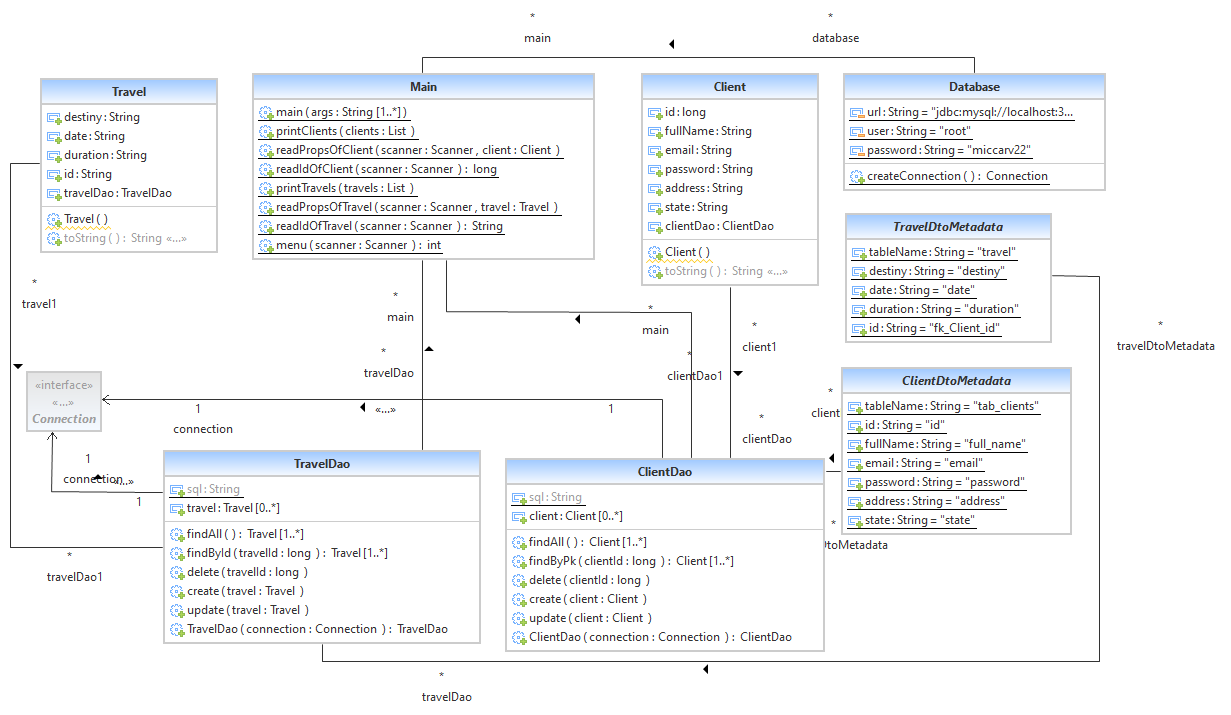 *
main
*
database
Travel
destiny : String
date : String
duration : String
id : String
travelDao : TravelDao
Travel ( )
toString ( ) : String «...»
Main
main ( args : String [1..*] )
printClients ( clients : List )
readPropsOfClient ( scanner : Scanner , client : Client )
readIdOfClient ( scanner : Scanner ) : long
printTravels ( travels : List )
readPropsOfTravel ( scanner : Scanner , travel : Travel )
readIdOfTravel ( scanner : Scanner ) : String
menu ( scanner : Scanner ) : int
Client
id : long
fullName : String
email : String
password : String
address : String
state : String
clientDao : ClientDao
Client ( )
toString ( ) : String «...»
Database
url : String = "jdbc:mysql://localhost:3...
user : String = "root"
password : String = "miccarv22"
createConnection ( ) : Connection
TravelDtoMetadata
tableName : String = "travel"
destiny : String = "destiny"
date : String = "date"
duration : String = "duration"
id : String = "fk_Client_id"
*
travel1
*
main
*
travelDao
*
main
*
clientDao1
*
client1
*
clientDao
*
client
*
travelDtoMetadata
«interface»
«...»
Connection
1
connection
«...»
1
1
connection
«...»
1
ClientDtoMetadata
tableName : String = "tab_clients"
id : String = "id"
fullName : String = "full_name"
email : String = "email"
password : String = "password"
address : String = "address"
state : String = "state"
*
toMetadata
TravelDao
sql : String
travel : Travel [0..*]
findAll ( ) : Travel [1..*]
findById ( travelId : long ) : Travel [1..*]
delete ( travelId : long )
create ( travel : Travel )
update ( travel : Travel )
TravelDao ( connection : Connection ) : TravelDao
ClientDao
sql : String
client : Client [0..*]
findAll ( ) : Client [1..*]
findByPk ( clientId : long ) : Client [1..*]
delete ( clientId : long )
create ( client : Client )
update ( client : Client )
ClientDao ( connection : Connection ) : ClientDao
*
travelDao1
*
travelDao